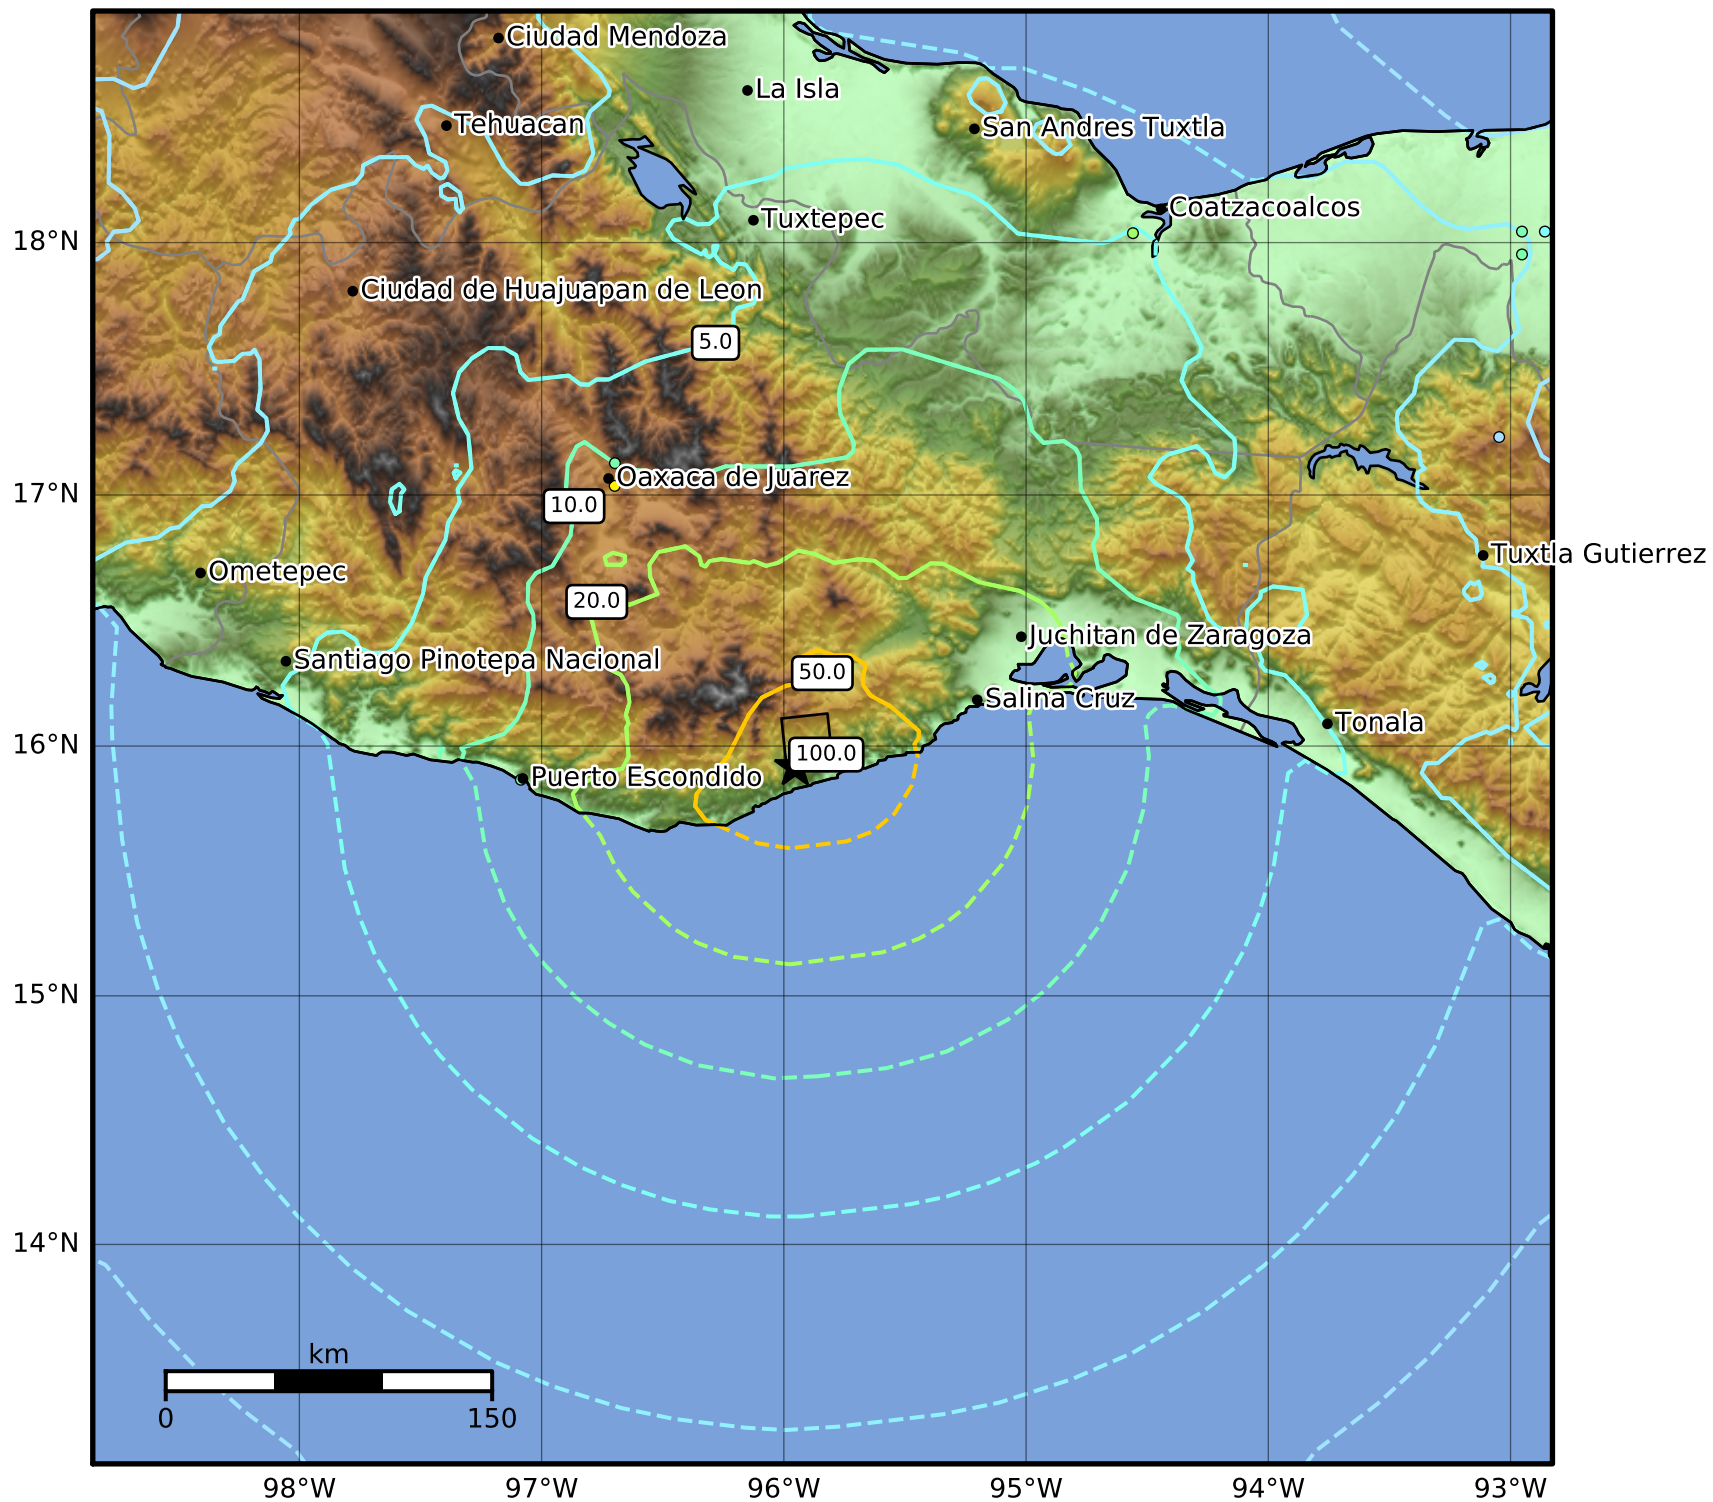 Ciudad Mendoza
La Isla
Tehuacan
San Andres Tuxtla
Coatzacoalcos
Tuxtepec
18°N
Ciudad de Huajuapan de Leon
5.0
Oaxaca de Juarez
17°N
10.0
Tuxtla Gutierrez
Ometepec
20.0
Juchitan de Zaragoza
Santiago Pinotepa Nacional
50.0
Salina Cruz
Tonala
16°N
100.0
Puerto Escondido
15°N
14°N
km
0 150
98°W 97°W 96°W 95°W 94°W 93°W